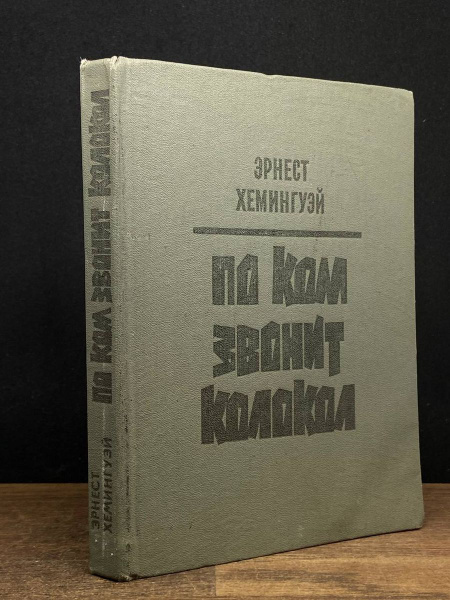 ЭРНЕСТ
ХЕМИНГУЭЙ
ПО КОМ
ЗВОНИТ
КОЛОКОЛ
ЭРНЕСТ
ХЕМИНГУЭЙ
ПО КОМ ЗВОНИТ КОЛОКОЛ